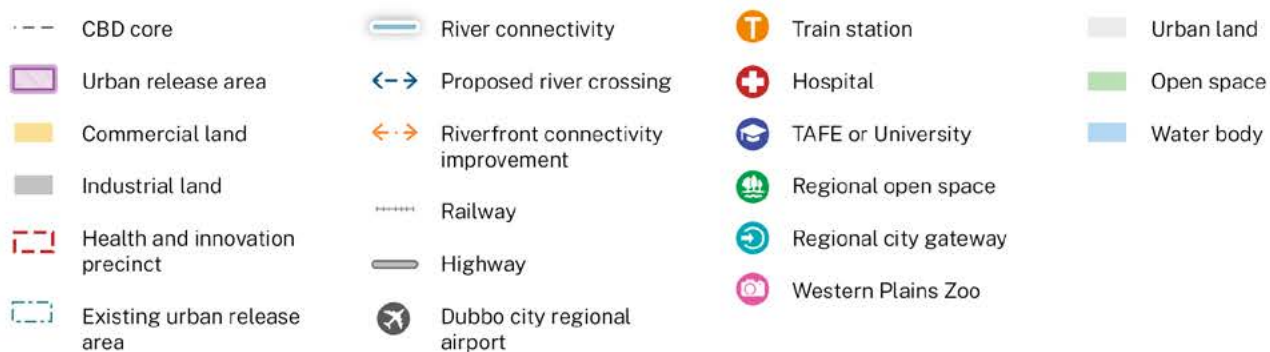 CBD core
Urban release area
Commercial land
Industrial land
Health and innovation
precinct
Existing urban release
area
River connectivity
Proposed river crossing
Riverfront connectivity
improvement
Railway
Highway
Dubbo city regional
airport
T Train station
Hospital
TAFE or University
Regional open space
Regional city gateway
Western Plains Zoo
Urban land
Open space
Water body